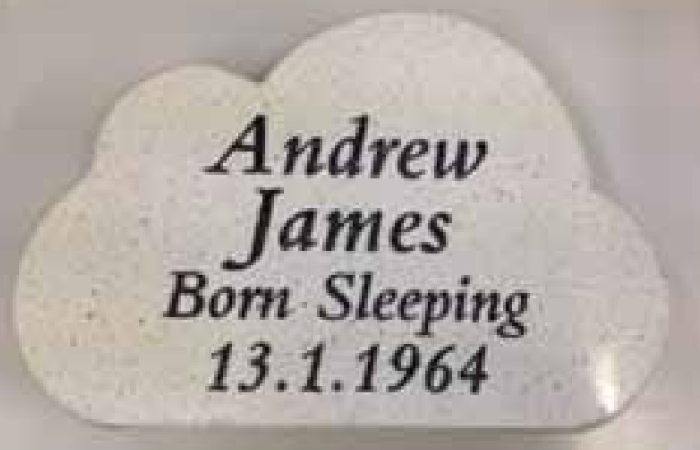 Andrew
James
Born Sleeping
13.1.1964